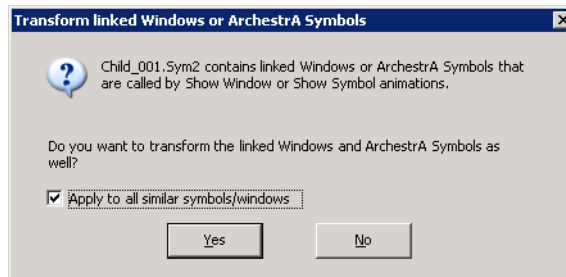 Transform linked Windows or ArchestrA Symbols
Child_001.Sym2 contains linked Windows or ArchestrA Symbols that
are called by Show Window or Show Symbol animations.
Do you want to transform the linked Windows and ArchestrA Symbols as
well?
Apply to all similar symbols/windows
Yes No